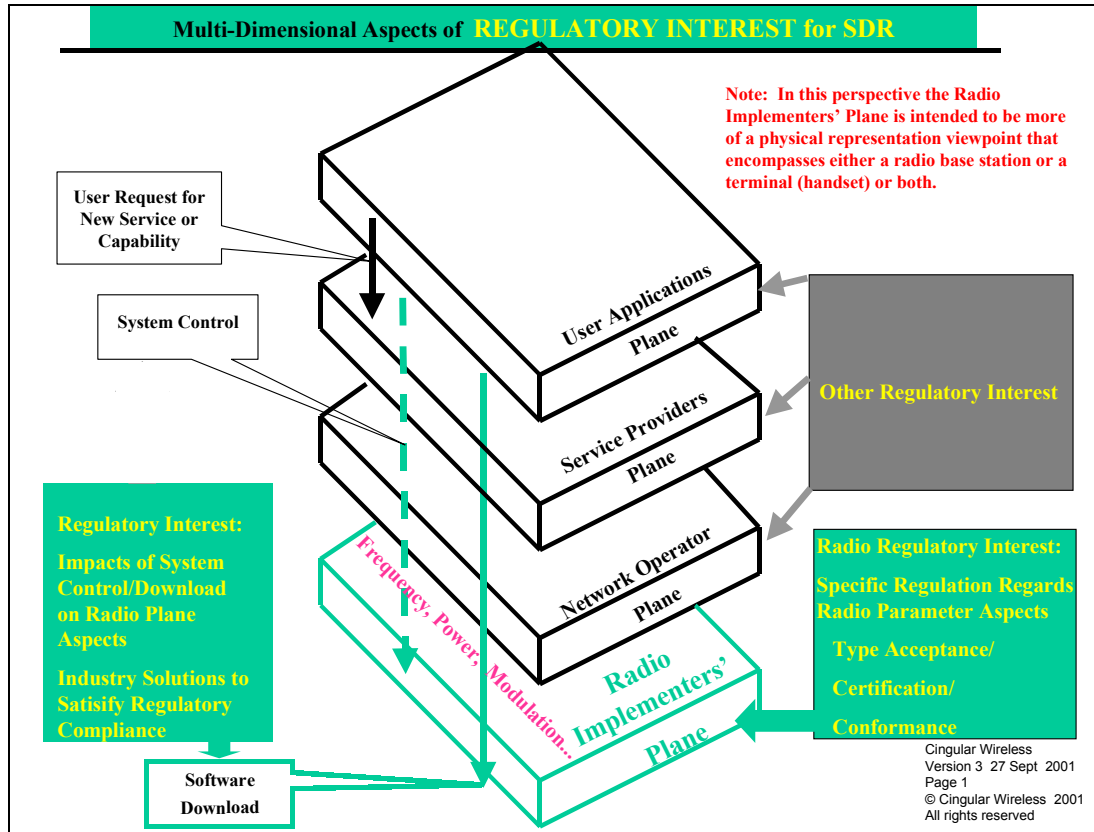 Multi-Dimensional Aspects of REGULATORY INTEREST for SDR
Note: In this perspective the Radio
Implementers' Plane is intended to be more
of a physical representation viewpoint that
encompasses either a radio base station or a
terminal (handset) or both.
User Request for
New Service or
Capability
System Control
User Applications
Plane
Service Providers
Plane
Network Operator
Plane
Frequency, Power, Modulation...
Radio
Implementers'
Plane
Other Regulatory Interest
Regulatory Interest:
Impacts of System
Control/Download
on Radio Plane
Aspects
Industry Solutions to
Satisify Regulatory
Compliance
Software
Download
Radio Regulatory Interest:
Specific Regulation Regards
Radio Parameter Aspects
Type Acceptance/
Certification/
Conformance
Cingular Wireless
Version 3 27 Sept 2001
Page 1
© Cingular Wireless 2001
All rights reserved